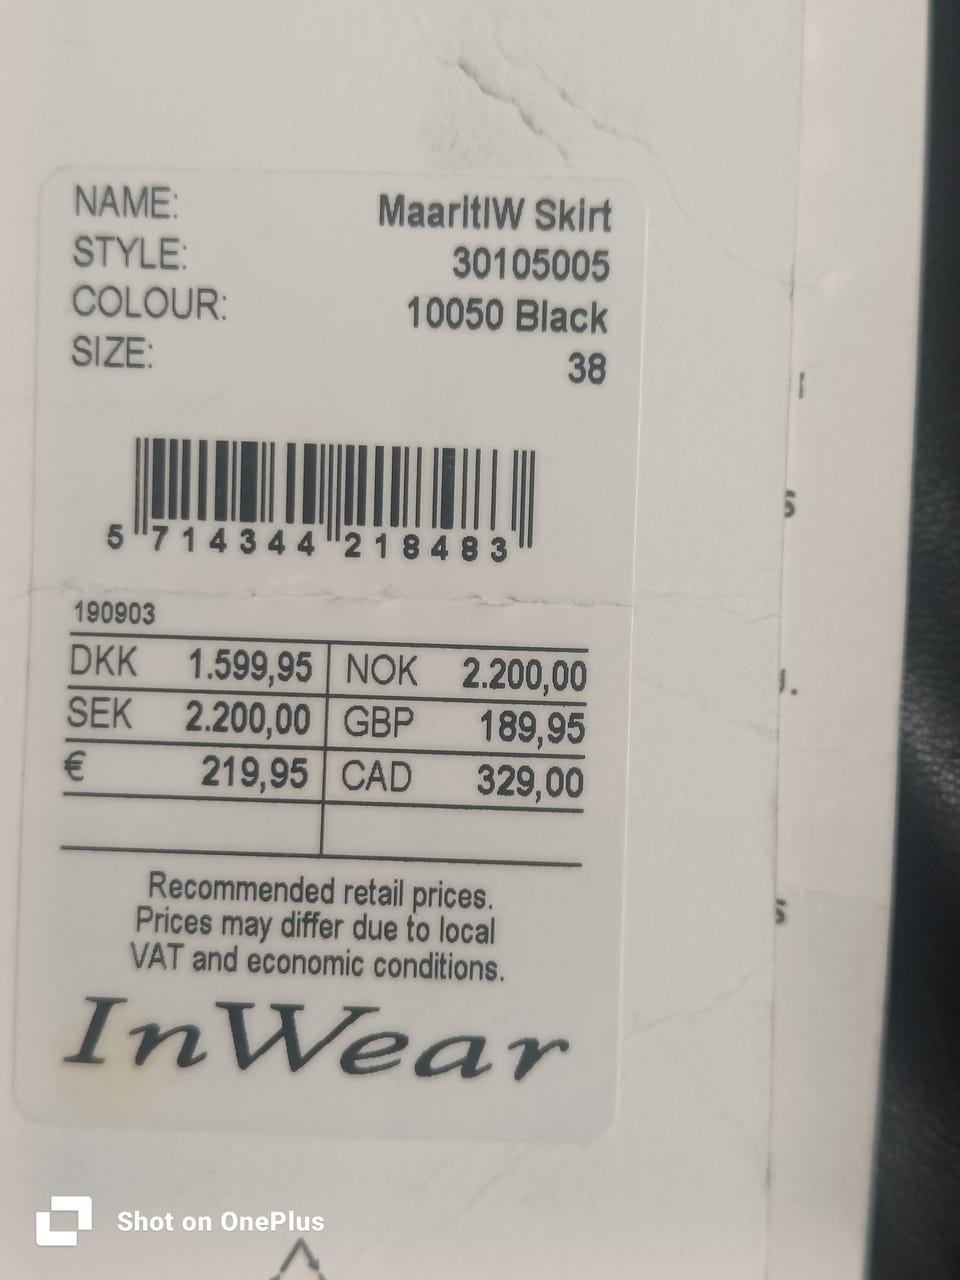 NAME: MaaritIW Skirt
STYLE: 30105005
COLOUR: 10050 Black
SIZE: 38
5 714344 218483
190903
DKK 1.599,95 NOK 2.200,00
SEK 2.200,00 GBP 189,95
€ 219,95 CAD 329,00
Recommended retail prices.
Prices may differ due to local
VAT and economic conditions.
InWear
Shot on OnePlus